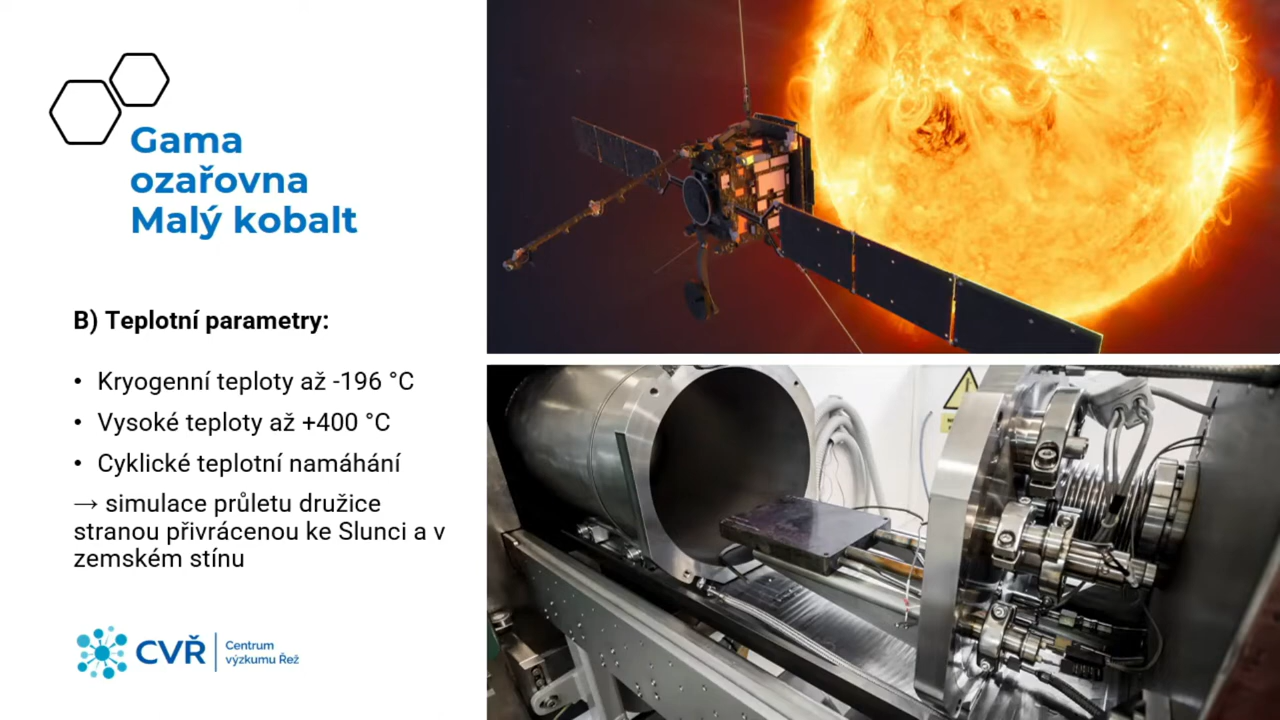 Gama
ozařovna
Malý kobalt
B) Teplotní parametry:
• Kryogenní teploty až -196 °C
• Vysoké teploty až +400 °C
• Cyklické teplotní namáhání
→ simulace průletu družice
stranou přivrácenou ke Slunci a v
zemském stínu
CVŘ
Centrum
výzkumu Řež